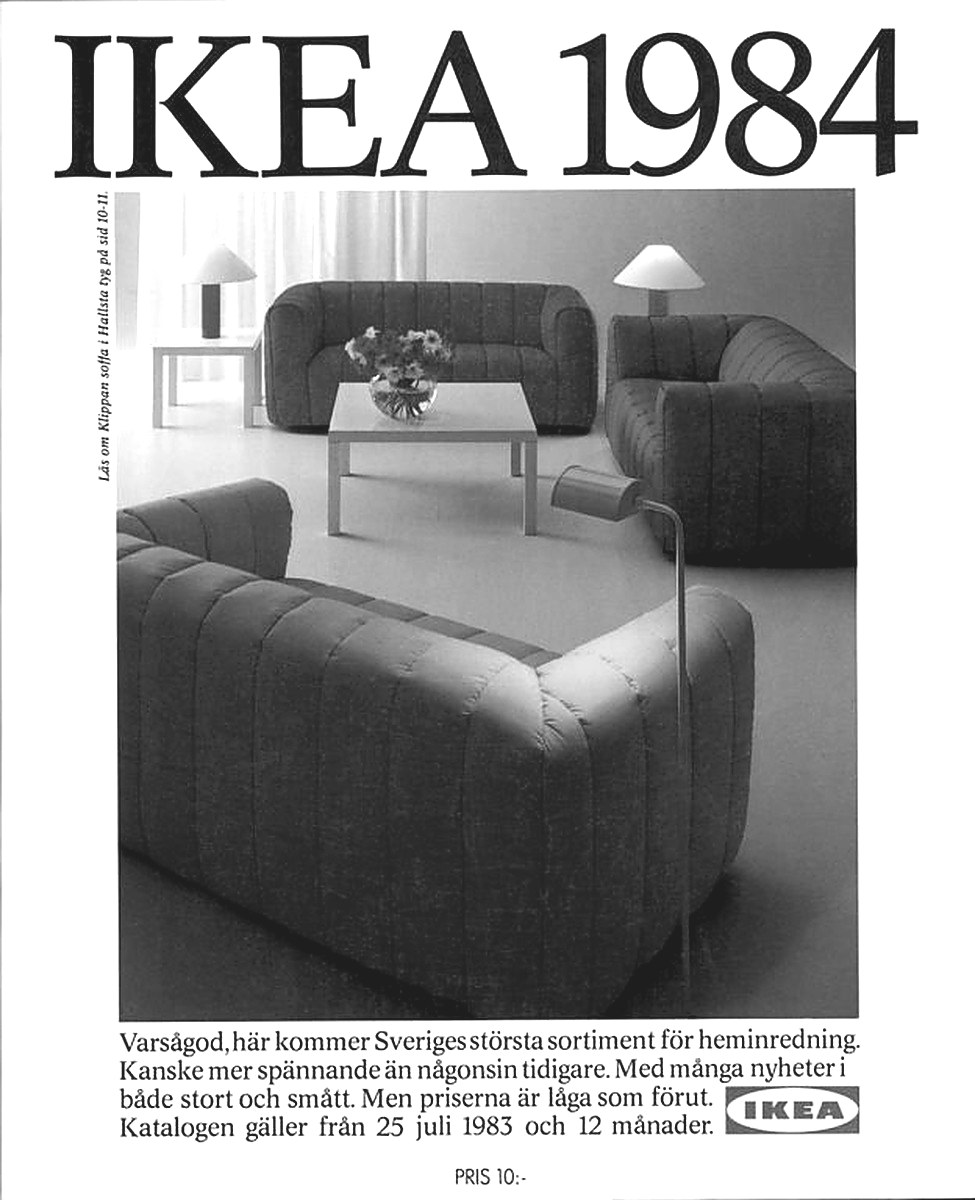 IKEA 1984
Läs om Klippan soffa i Hallsta tyg på sid 10-11.
Varsågod, här kommer Sveriges största sortiment för heminredning.
Kanske mer spännande än någonsin tidigare. Med många nyheter i
både stort och smått. Men priserna är låga som förut.
Katalogen gäller från 25 juli 1983 och 12 månader.
IKEA
PRIS 10:-